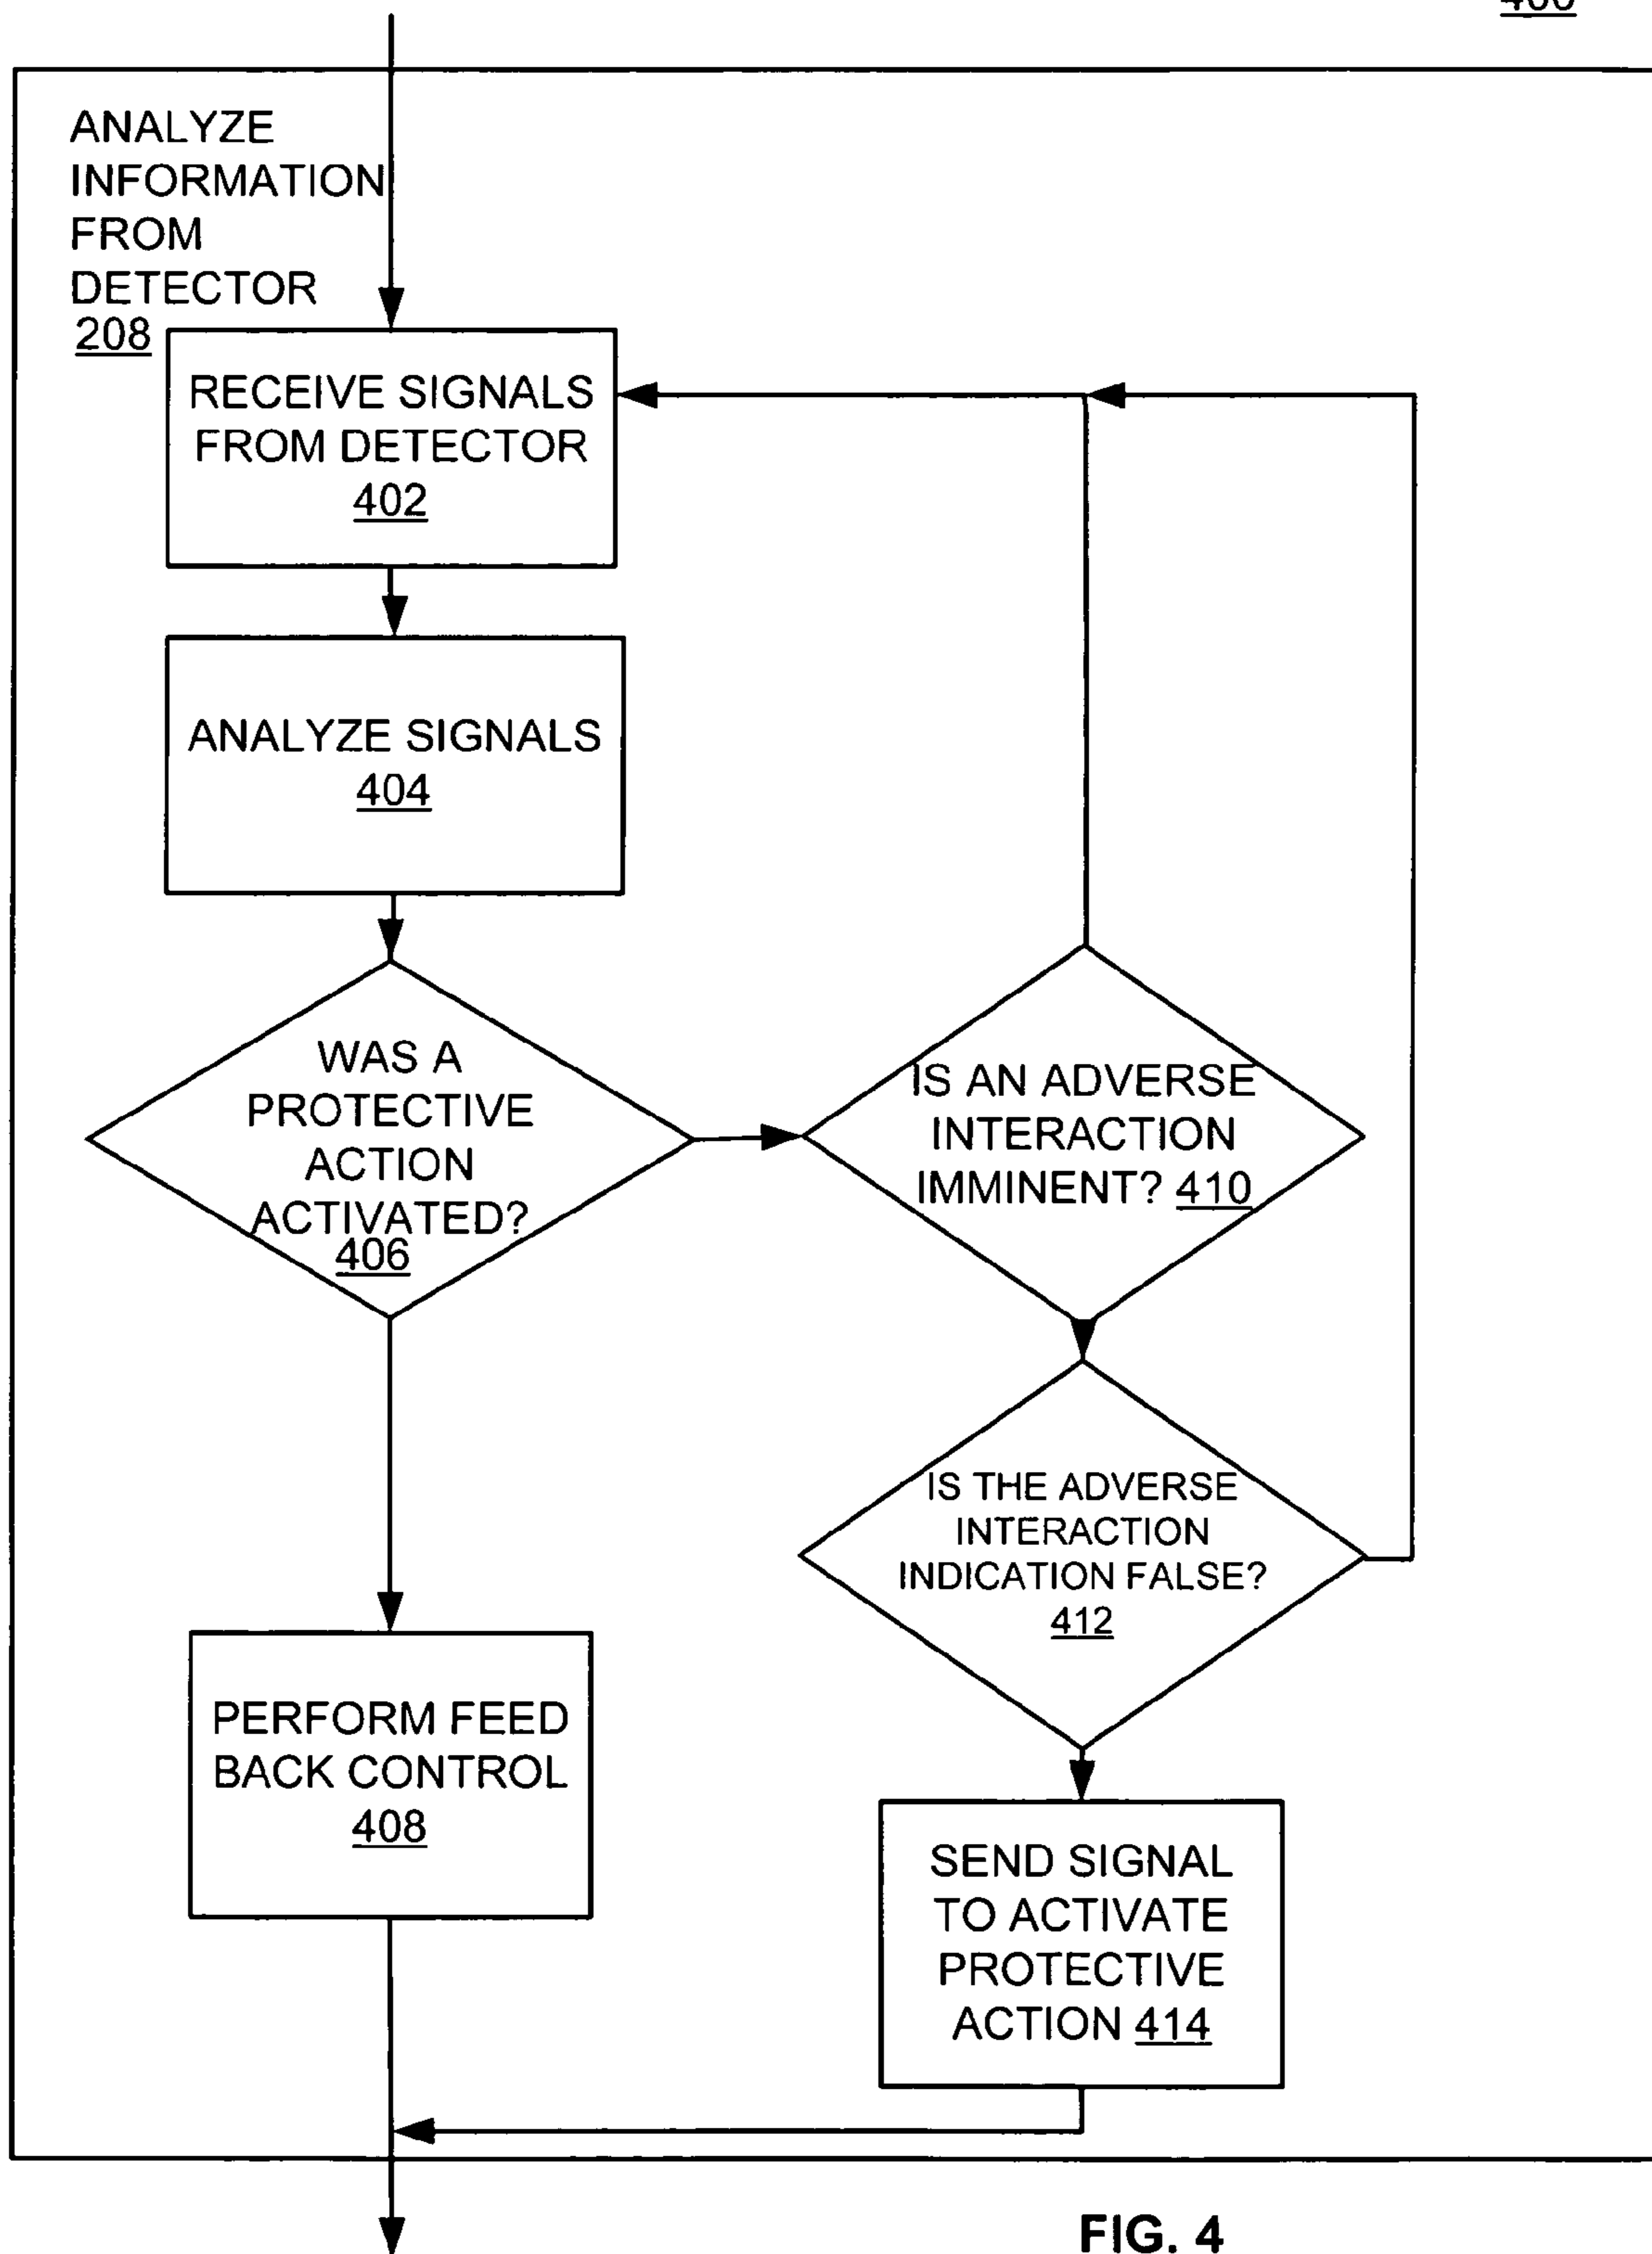 ANALYZE
INFORMATION
FROM
DETECTOR
208
RECEIVE SIGNALS
FROM DETECTOR
402
ANALYZE SIGNALS
404
WAS A
PROTECTIVE
ACTION
ACTIVATED?
406
IS AN ADVERSE
INTERACTION
IMMINENT? 410
IS THE ADVERSE
INTERACTION
INDICATION FALSE?
412
PERFORM FEED
BACK CONTROL
408
SEND SIGNAL
TO ACTIVATE
PROTECTIVE
ACTION 414
FIG. 4